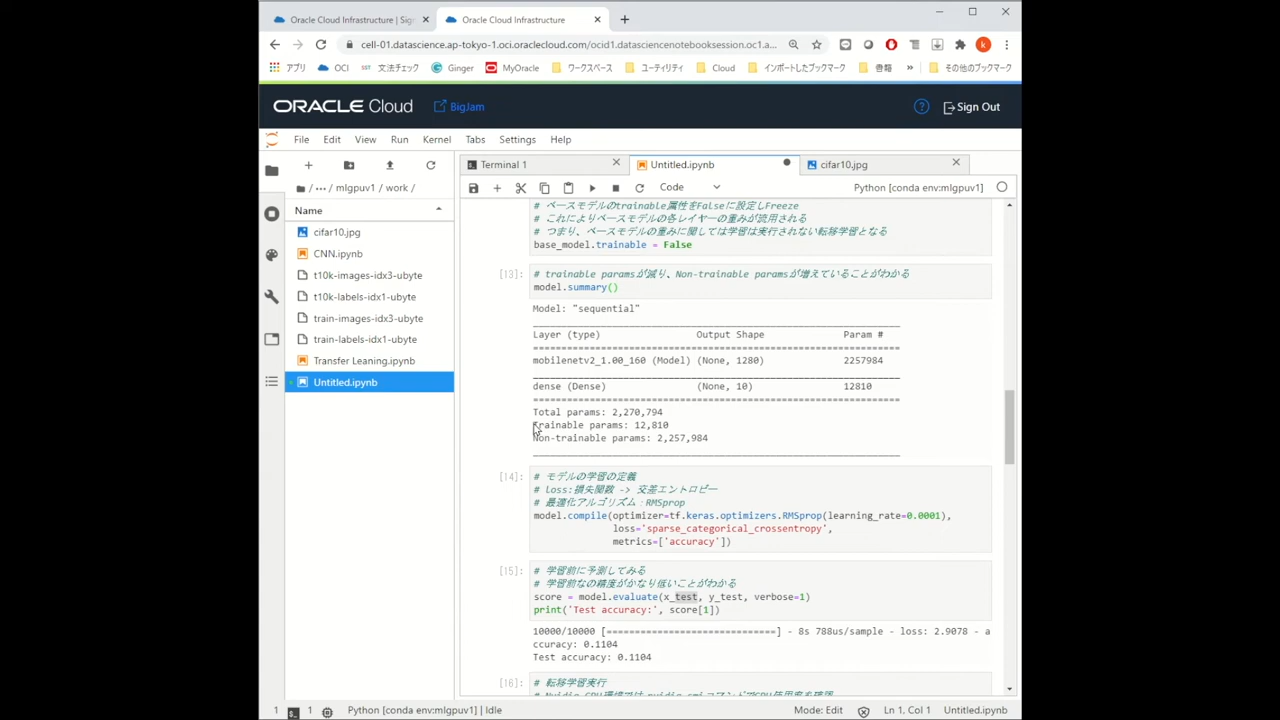 Oracle Cloud Infrastructure | Sig
Oracle Cloud Infrastructure
cell-01.datascience.ap-tokyo-1.oci.oraclecloud.com/ocid1.datasciencenotebooksession.oc1.a...
アプリ OCI SST 文法チェック Ginger MyOracle ワークスペース ユーティリティ Cloud インポートしたブックマーク 書籍 » その他のブックマーク
ORACLE Cloud BigJam ? Sign Out
File Edit View Run Kernel Tabs Settings Help
Terminal 1 Untitled.ipynb cifar10.jpg
/ ··· / mlgpuv1 / work /
Code Python [conda env:mlgpuv1]
Name
cifar10.jpg
CNN.ipynb
t10k-images-idx3-ubyte
t10k-labels-idx1-ubyte
train-images-idx3-ubyte
train-labels-idx1-ubyte
Transfer Leaning.ipynb
Untitled.ipynb
# ベースモデルのtrainable属性をFalseに設定しFreeze
# これによりベースモデルの各レイヤーの重みが流用される
# つまり、ベースモデルの重みに関しては学習は実行されない転移学習となる
base_model.trainable = False
[13]: # trainable paramsが減り、Non-trainable paramsが増えていることがわかる
model.summary()
Model: "sequential"
Layer (type) Output Shape Param #
mobilenetv2_1.00_160 (Model) (None, 1280) 2257984
dense (Dense) (None, 10) 12810
Total params: 2,270,794
Trainable params: 12,810
Non-trainable params: 2,257,984
[14]: # モデルの学習の定義
# loss:損失関数 -> 交差エントロピー
# 最適化アルゴリズム：RMSprop
model.compile(optimizer=tf.keras.optimizers.RMSprop(learning_rate=0.0001),
loss='sparse_categorical_crossentropy',
metrics=['accuracy'])
[15]: # 学習前に予測してみる
# 学習前なの精度がかなり低いことがわかる
score = model.evaluate(x_test, y_test, verbose=1)
print('Test accuracy:', score[1])
10000/10000 [==============================] - 8s 788us/sample - loss: 2.9078 - a
ccuracy: 0.1104
Test accuracy: 0.1104
[16]: # 転移学習実行
1 1 Python [conda env:mlgpuv1] | Idle Mode: Edit Ln 1, Col 1 Untitled.ipynb